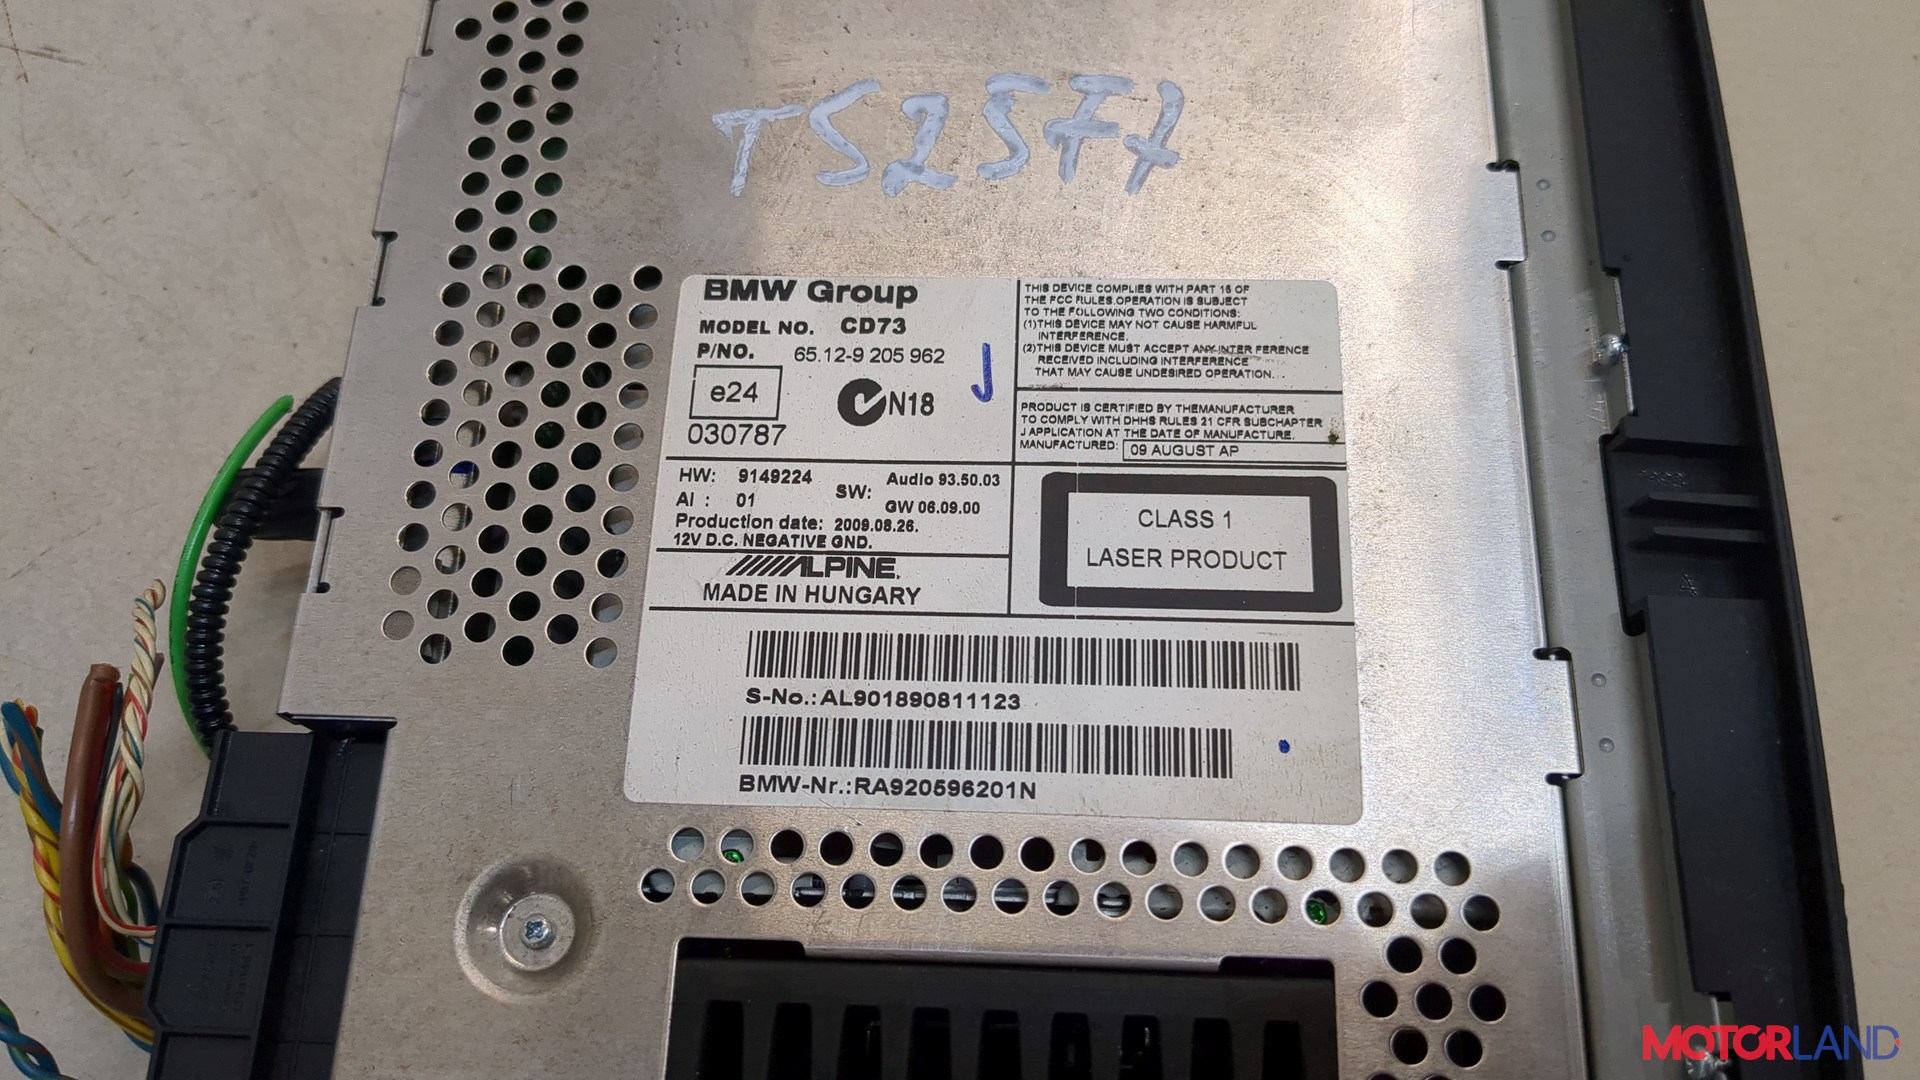 TS2577
BMW Group
MODEL NO. CD73
P/NO. 65.12-9 205 962
e24
N18
030787
HW: 9149224
AI : 01
SW: Audio 93.50.03
GW 06.09.00
Production date: 2009.08.26.
12V D.C. NEGATIVE GND.
ALPINE
MADE IN HUNGARY
THIS DEVICE COMPLIES WITH PART 15 OF
THE FCC RULES.OPERATION IS SUBJECT
TO THE FOLLOWING TWO CONDITIONS:
(1)THIS DEVICE MAY NOT CAUSE HARMFUL
INTERFERENCE.
(2)THIS DEVICE MUST ACCEPT ANY INTER FERENCE
RECEIVED INCLUDING INTERFERENCE
THAT MAY CAUSE UNDESIRED OPERATION...
PRODUCT IS CERTIFIED BY THEMANUFACTURER
TO COMPLY WITH DHHS RULES 21 CFR SUBCHAPTER
J APPLICATION AT THE DATE OF MANUFACTURE.
MANUFACTURED: 09 AUGUST AP
CLASS 1
LASER PRODUCT
S-No.:AL901890811123
BMW-Nr.:RA920596201N
MOTORLAND